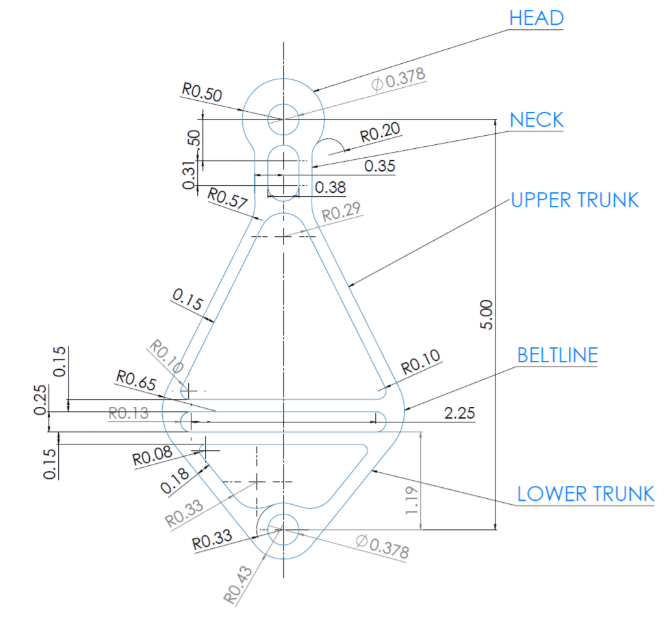 HEAD
Ø0.378
R0.50
NECK
R0.20
.50
0.35
0.31
0.38
R0.57
UPPER TRUNK
R0.29
0.15
5.00
R0.10
0.15
R0.10
BELTLINE
R0.65
0.25
R0.13
2.25
R0.08
0.15
0.18
LOWER TRUNK
1.19
R0.33
R0.33
Ø0.378
R0.43